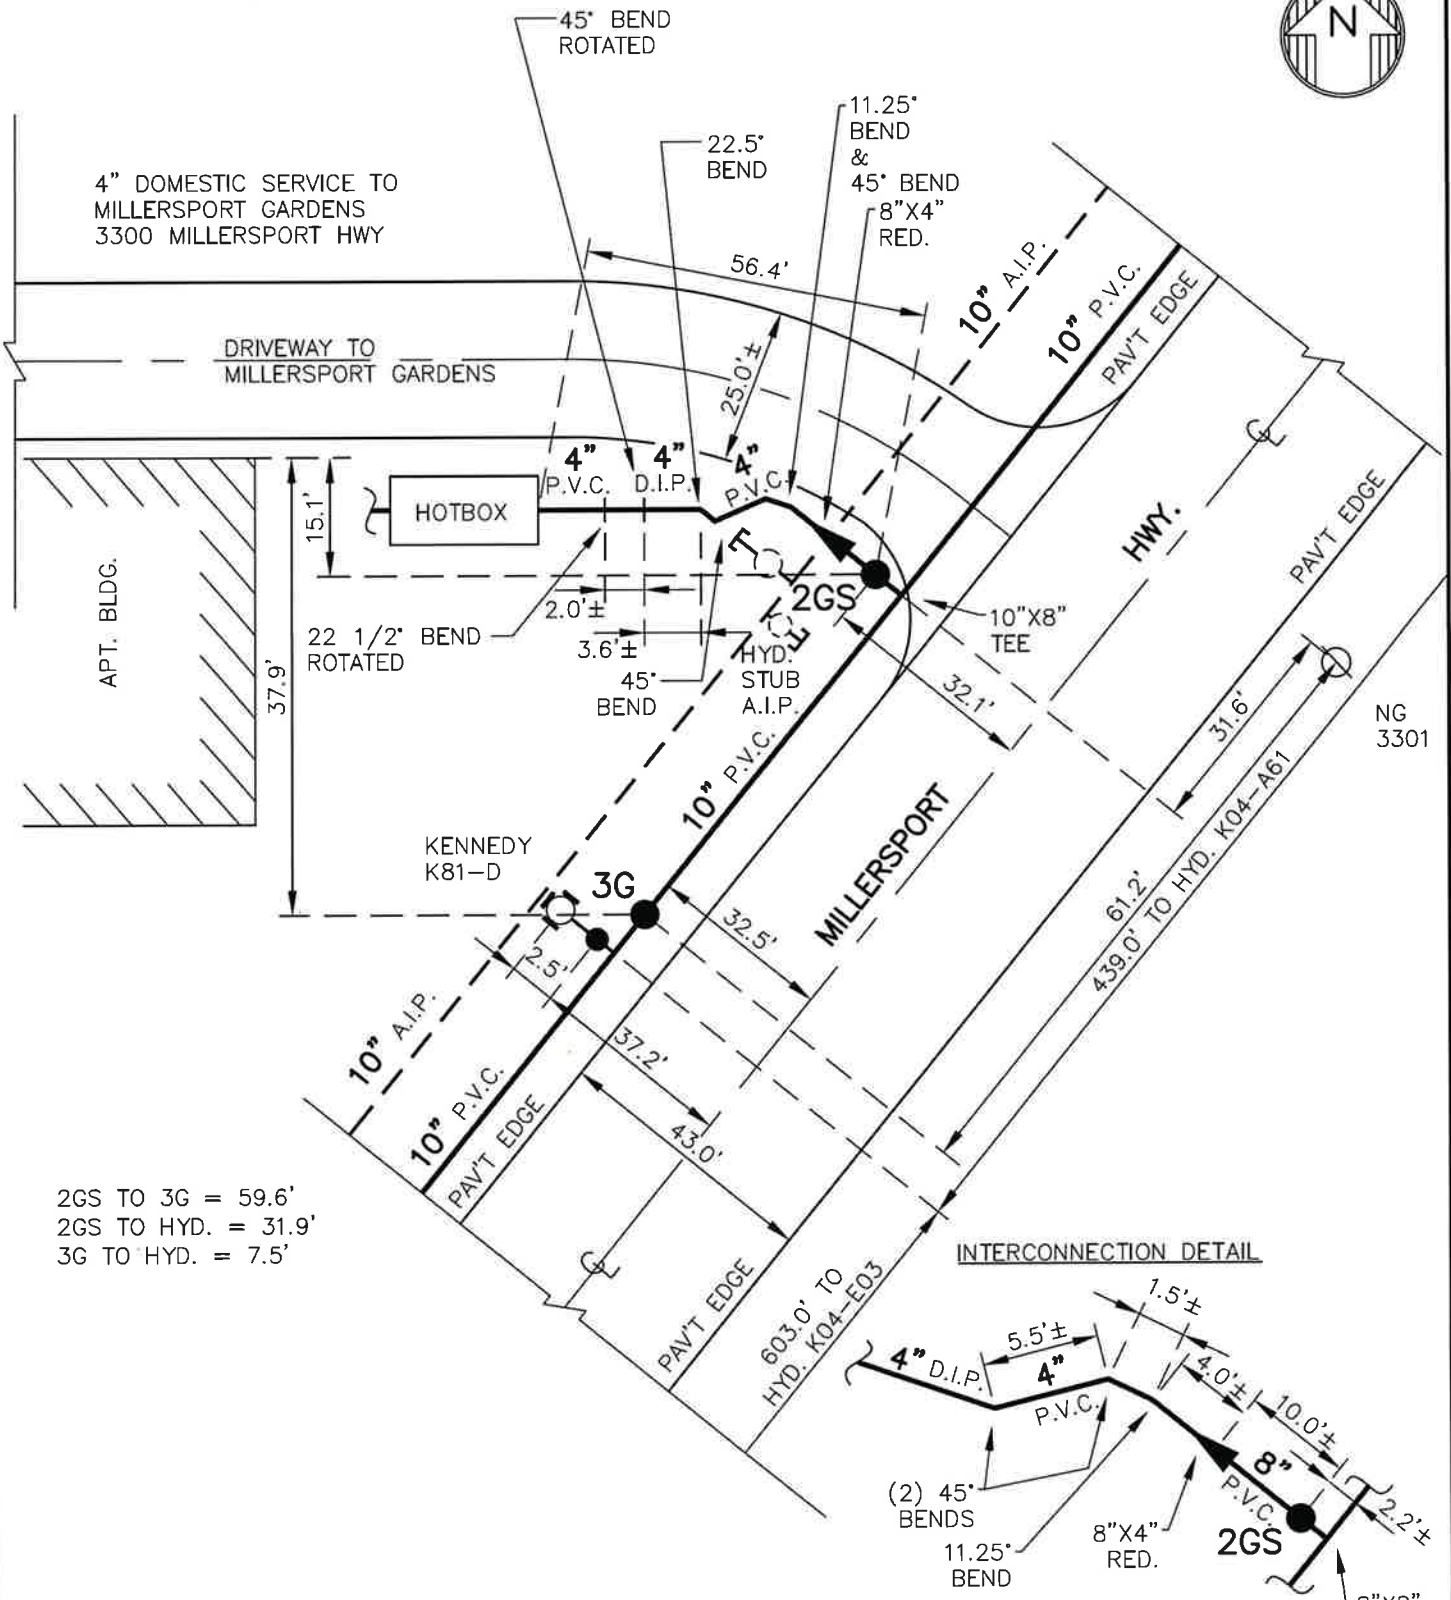 45° BEND
ROTATED
N
11.25°
BEND
&
45° BEND
8"X4"
RED.
22.5°
BEND
4" DOMESTIC SERVICE TO
MILLERSPORT GARDENS
3300 MILLERSPORT HWY
56.4'
10" A.I.P.
10" P.V.C.
PAV'T EDGE
DRIVEWAY TO
MILLERSPORT GARDENS
25.0'±
℄
4"
P.V.C.
4"
D.I.P.
4"
P.V.C.
HOTBOX
15.1'
HWY.
PAV'T EDGE
APT. BLDG.
37.9'
2.0'±
22 1/2° BEND
ROTATED
3.6'±
45°
BEND
2GS
HYD.
STUB
A.I.P.
10"X8"
TEE
32.1'
31.6'
NG
3301
10" P.V.C.
MILLERSPORT
61.2'
439.0' TO HYD. K04-A61
KENNEDY
K81-D
3G
32.5'
2.5'
37.2'
43.0'
10" A.I.P.
10" P.V.C.
PAV'T EDGE
2GS TO 3G = 59.6'
2GS TO HYD. = 31.9'
3G TO HYD. = 7.5'
℄
PAV'T EDGE
603.0' TO
HYD. K04-E03
INTERCONNECTION DETAIL
1.5'±
5.5'±
4" D.I.P.
4"
P.V.C.
4.0'±
10.0'±
8"
P.V.C.
2.2'±
(2) 45°
BENDS
11.25°
BEND
8"X4"
RED.
2GS